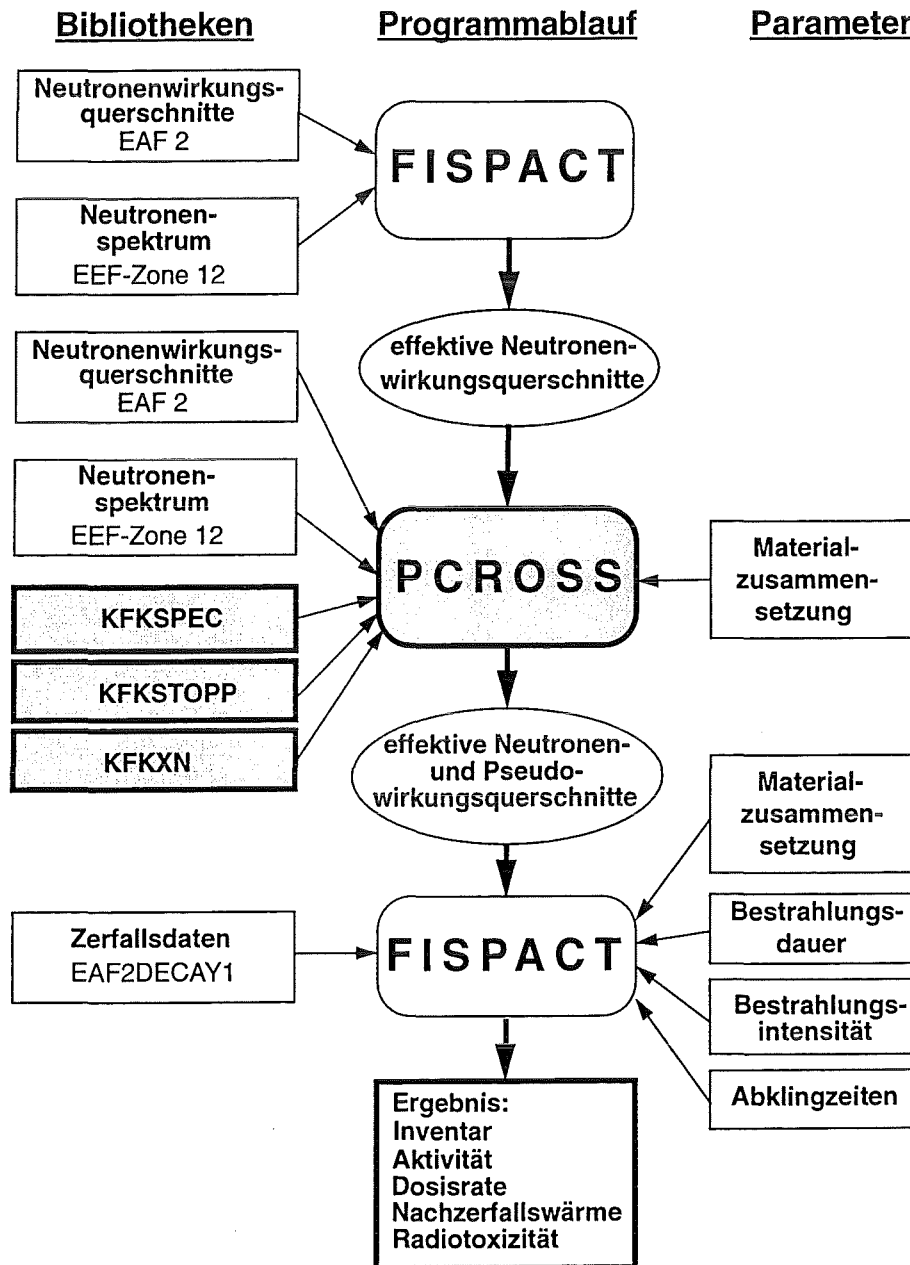 Bibliotheken
Programmablauf
Parameter
Neutronenwirkungs-
querschnitte
EAF 2
Neutronen-
spektrum
EEF-Zone 12
FISPACT
effektive Neutronen-
wirkungsquerschnitte
Neutronenwirkungs-
querschnitte
EAF 2
Neutronen-
spektrum
EEF-Zone 12
KFKSPEC
KFKSTOPP
KFKXN
PCROSS
Material-
zusammen-
setzung
effektive Neutronen-
und Pseudo-
wirkungsquerschnitte
Zerfallsdaten
EAF2DECAY1
FISPACT
Material-
zusammen-
setzung
Bestrahlungs-
dauer
Bestrahlungs-
intensität
Abklingzeiten
Ergebnis:
Inventar
Aktivität
Dosisrate
Nachzerfallswärme
Radiotoxizität